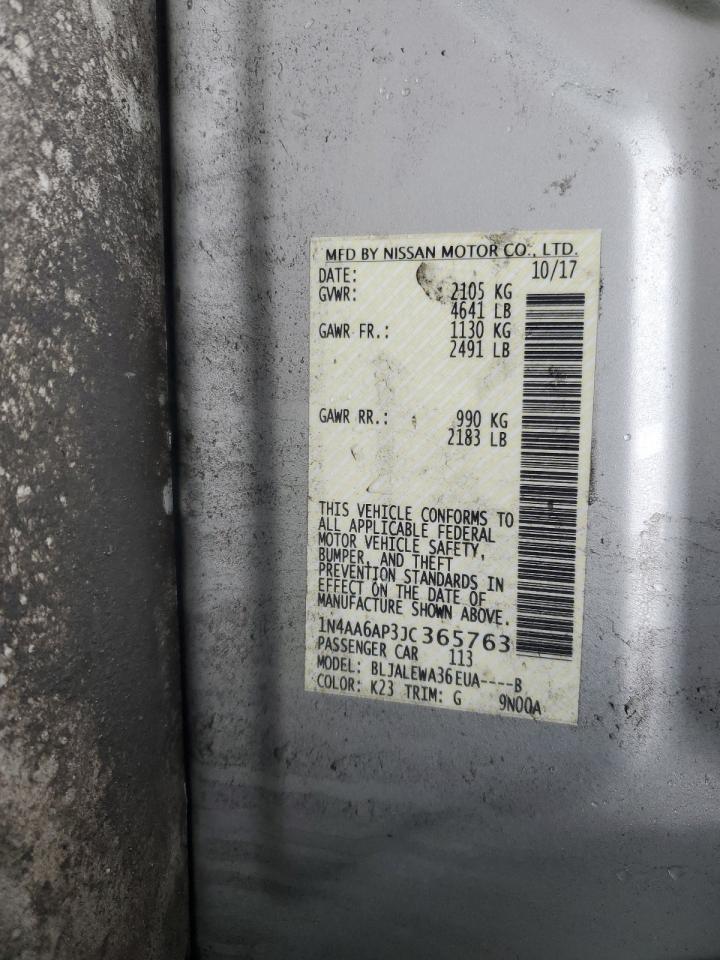 MFD BY NISSAN MOTOR CO., LTD.
DATE: 10/17
GVWR: 2105 KG
4641 LB
GAWR FR.: 1130 KG
2491 LB
GAWR RR.: 990 KG
2183 LB
THIS VEHICLE CONFORMS TO
ALL APPLICABLE FEDERAL
MOTOR VEHICLE SAFETY,
BUMPER, AND THEFT
PREVENTION STANDARDS IN
EFFECT ON THE DATE OF
MANUFACTURE SHOWN ABOVE.
1N4AA6AP3JC365763
PASSENGER CAR 113
MODEL: BLJALEWA36EUA----B
COLOR: K23 TRIM: G 9N00A